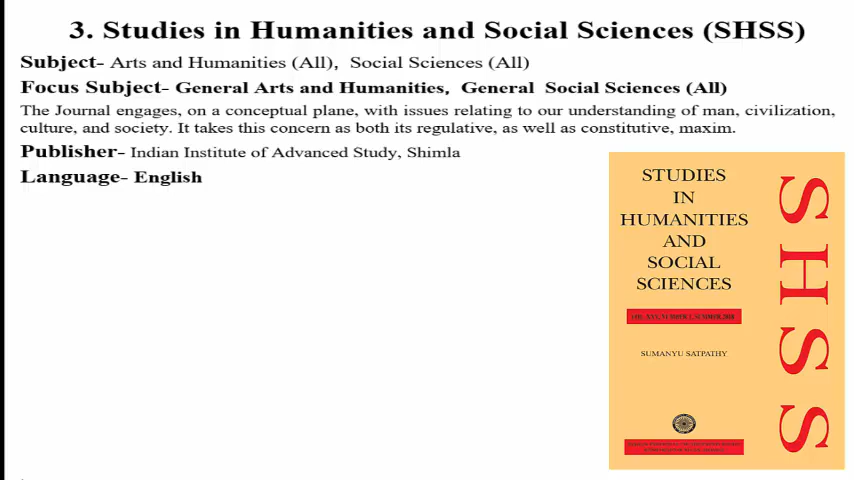 3. Studies in Humanities and Social Sciences (SHSS)
Subject- Arts and Humanities (All), Social Sciences (All)
Focus Subject- General Arts and Humanities, General Social Sciences (All)
The Journal engages, on a conceptual plane, with issues relating to our understanding of man, civilization,
culture, and society. It takes this concern as both its regulative, as well as constitutive, maxim.
Publisher- Indian Institute of Advanced Study, Shimla
Language- English
STUDIES
IN
HUMANITIES
AND
SOCIAL
SCIENCES
SUMANYU SATPATHY
SHSS